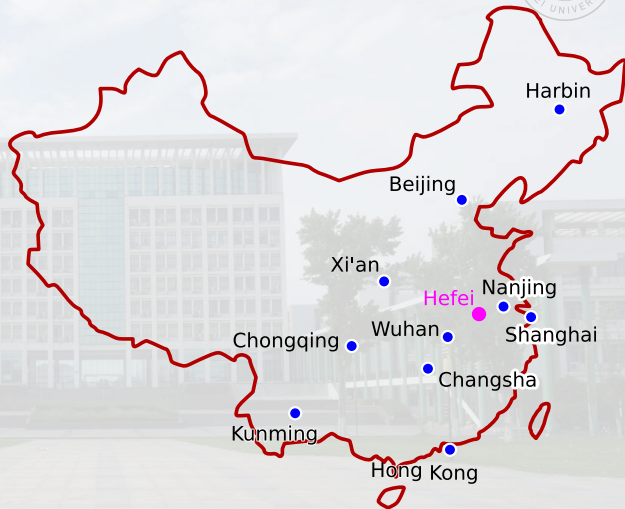 Harbin
Beijing
Xi'an
Nanjing
Hefei
Wuhan
Shanghai
Chongqing
Changsha
Kunming
Hong Kong